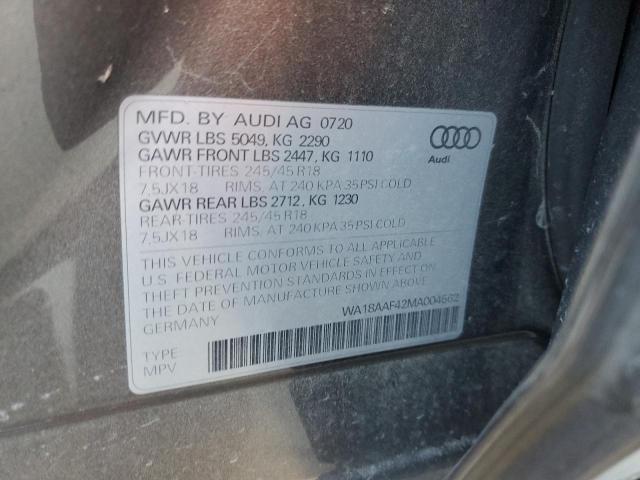 MFD. BY AUDI AG 0720
GVWR LBS 5049, KG 2290
GAWR FRONT LBS 2447, KG 1110
FRONT-TIRES 245/45 R18
7,5JX18 RIMS, AT 240 KPA 35 PSI COLD
GAWR REAR LBS 2712, KG 1230
REAR-TIRES 245/45 R18
7,5JX18 RIMS, AT 240 KPA 35 PSI COLD
Audi
THIS VEHICLE CONFORMS TO ALL APPLICABLE
U.S. FEDERAL MOTOR VEHICLE SAFETY AND
THEFT PREVENTION STANDARDS IN EFFECT ON
THE DATE OF MANUFACTURE SHOWN ABOVE
GERMANY
WA18AAF42MA004562
TYPE
MPV